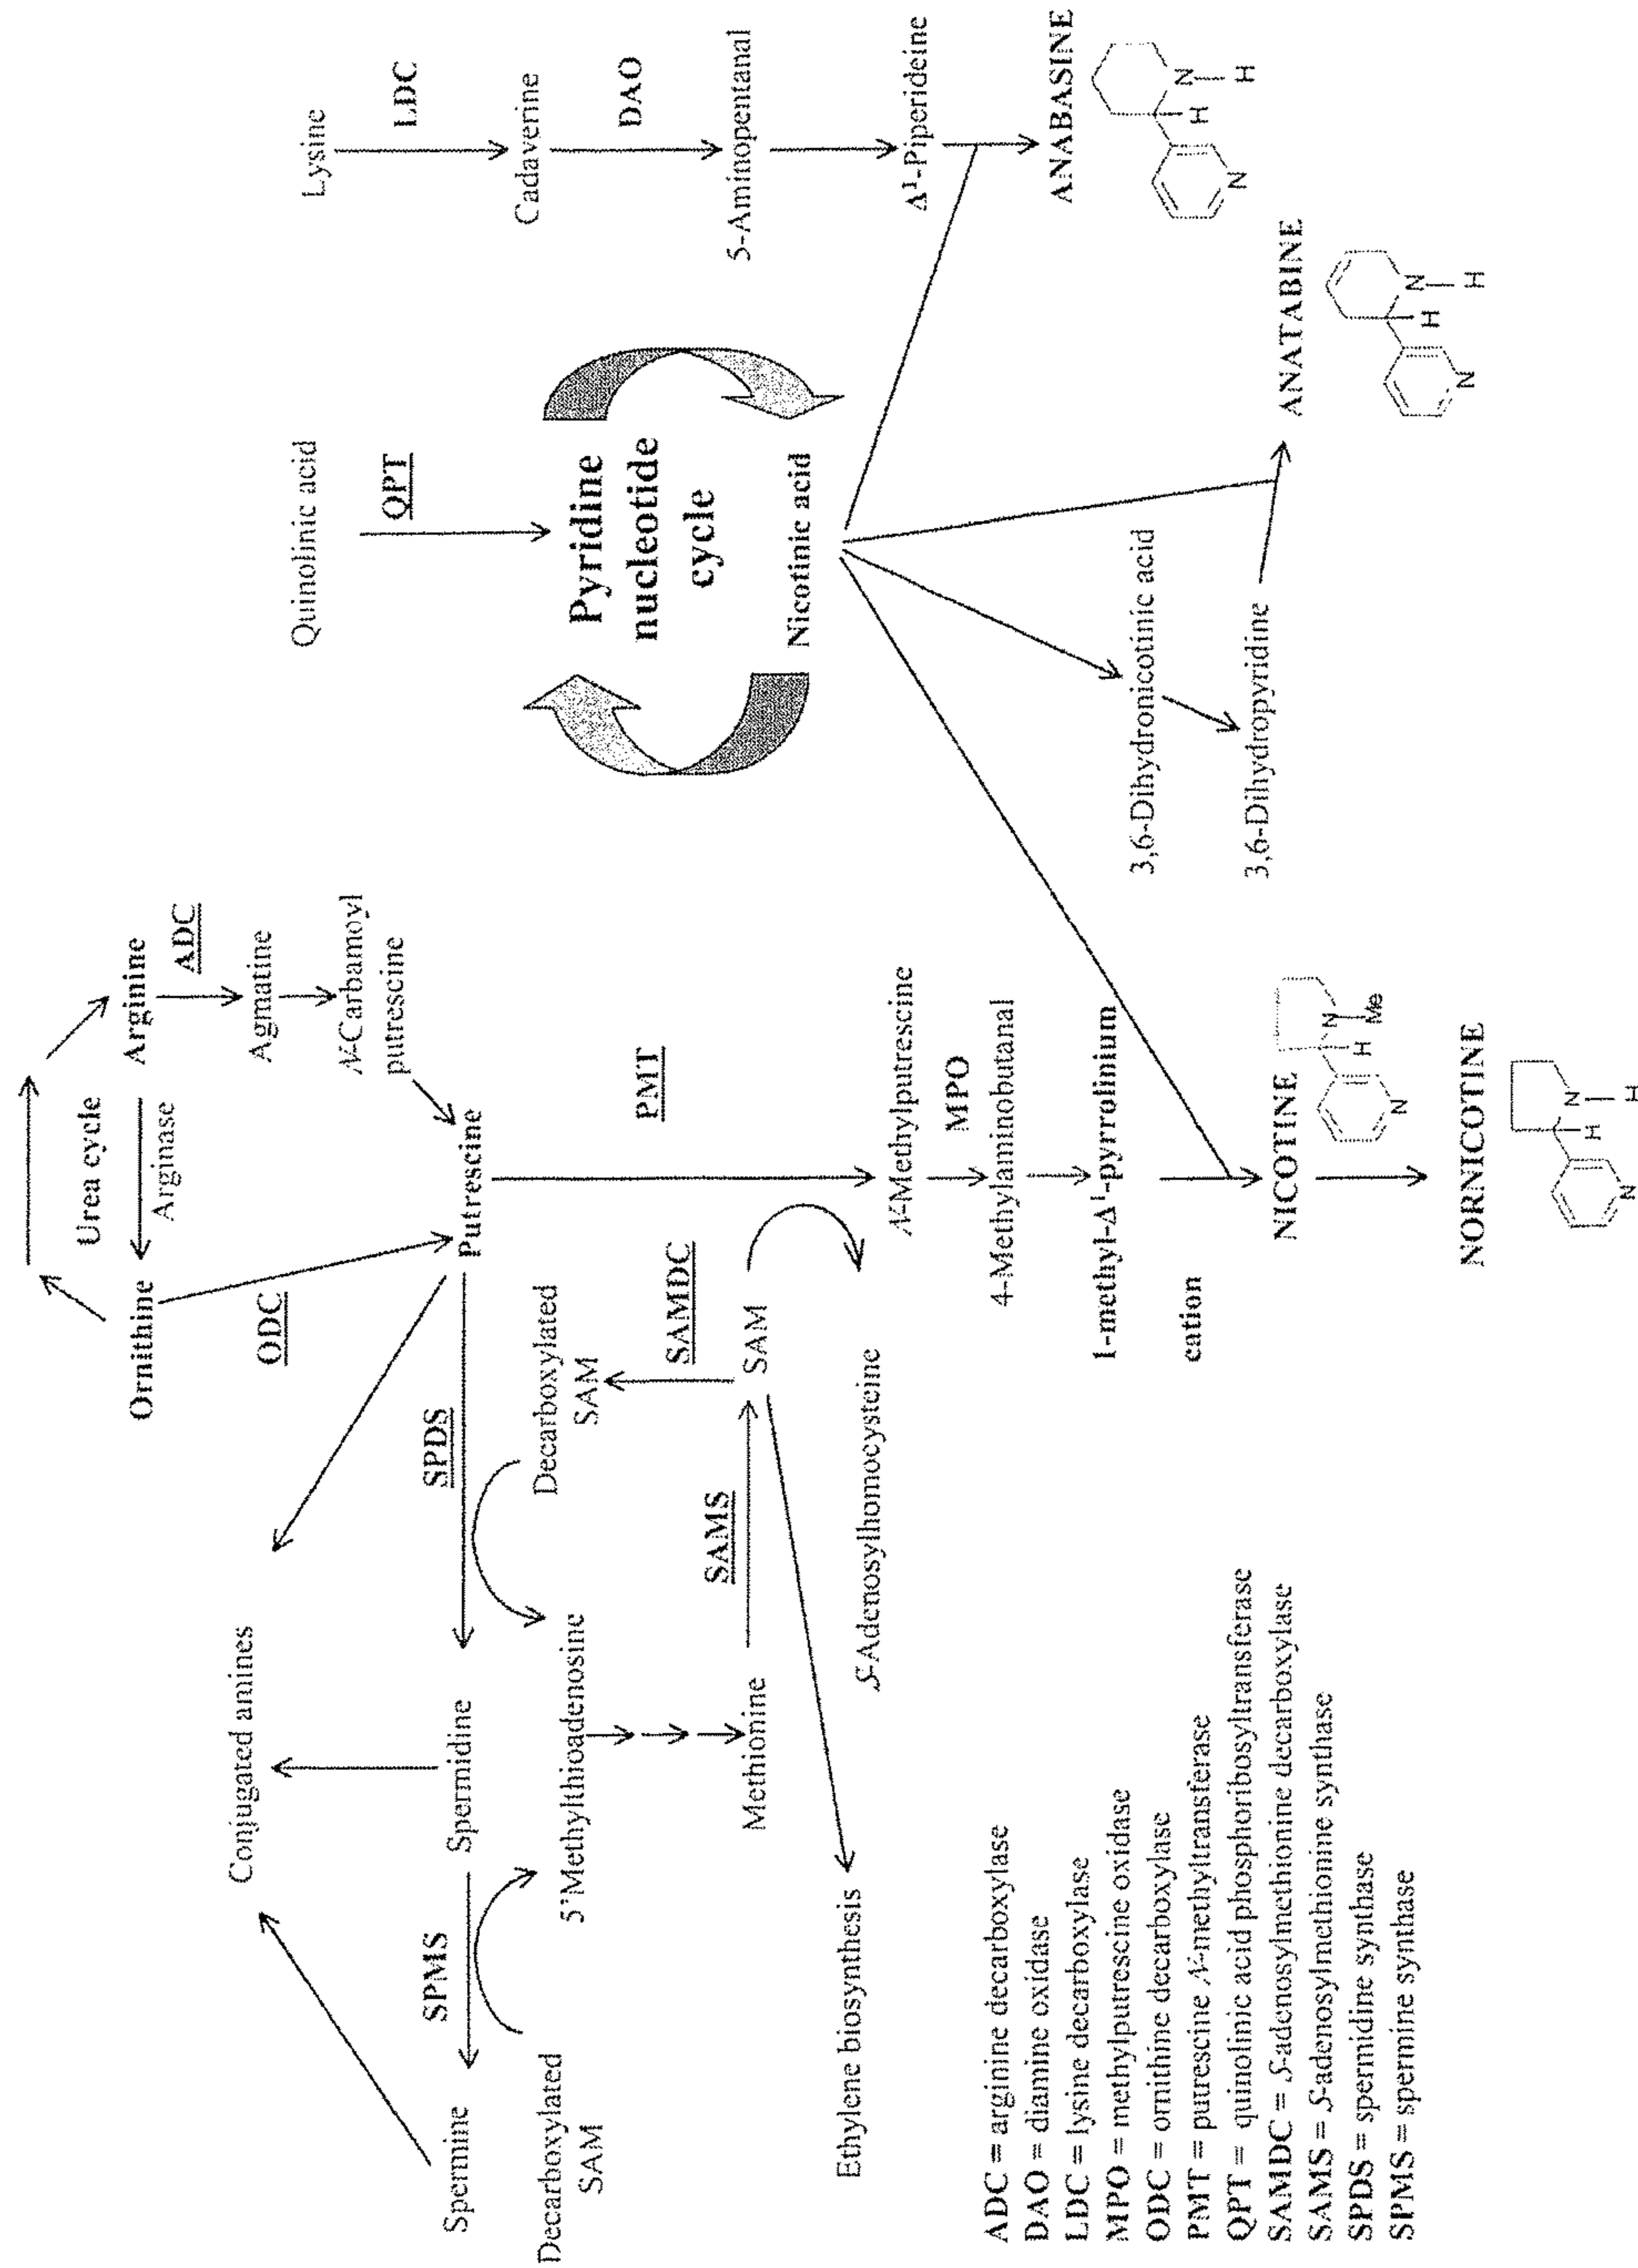 Ornithine
Urea cycle
Arginase
Arginine
ADC
Agmatine
N-Carbamoyl
putrescine
ODC
Putrescine
Conjugated amines
SPMS
SPDS
Spermine
Spermidine
Decarboxylated
SAM
5'Methylthioadenosine
Decarboxylated
SAM
SAMDC
PMT
Methionine
SAMS
SAM
Ethylene biosynthesis
S-Adenosylhomocysteine
N-Methylputrescine
MPO
4-Methylaminobutanal
1-methyl-Δ1-pyrrolinium
cation
NICOTINE
N
H
N
Me
NORNICOTINE
N
H
N
H
Quinolinic acid
QPT
Pyridine
nucleotide
cycle
Nicotinic acid
3,6-Dihydronicotinic acid
3,6-Dihydropyridine
ANATABINE
N
H
N
H
Lysine
LDC
Cadaverine
DAO
5-Aminopentanal
Δ1-Piperideine
ANABASINE
N
H
N
H
ADC = arginine decarboxylase
DAO = diamine oxidase
LDC = lysine decarboxylase
MPO = methylputrescine oxidase
ODC = ornithine decarboxylase
PMT = putrescine N-methyltransferase
QPT = quinolinic acid phosphoribosyltransferase
SAMDC = S-adenosylmethionine decarboxylase
SAMS = S-adenosylmethionine synthase
SPDS = spermidine synthase
SPMS = spermine synthase